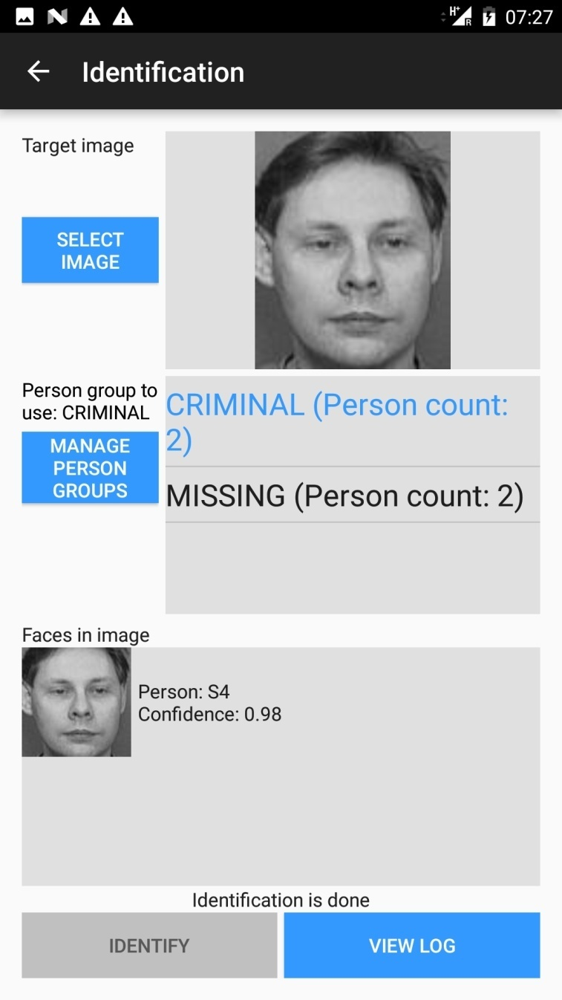 07:27
Identification
Target image
SELECT
IMAGE
Person group to
use: CRIMINAL
MANAGE
PERSON
GROUPS
CRIMINAL (Person count:
2)
MISSING (Person count: 2)
Faces in image
Person: S4
Confidence: 0.98
Identification is done
IDENTIFY
VIEW LOG